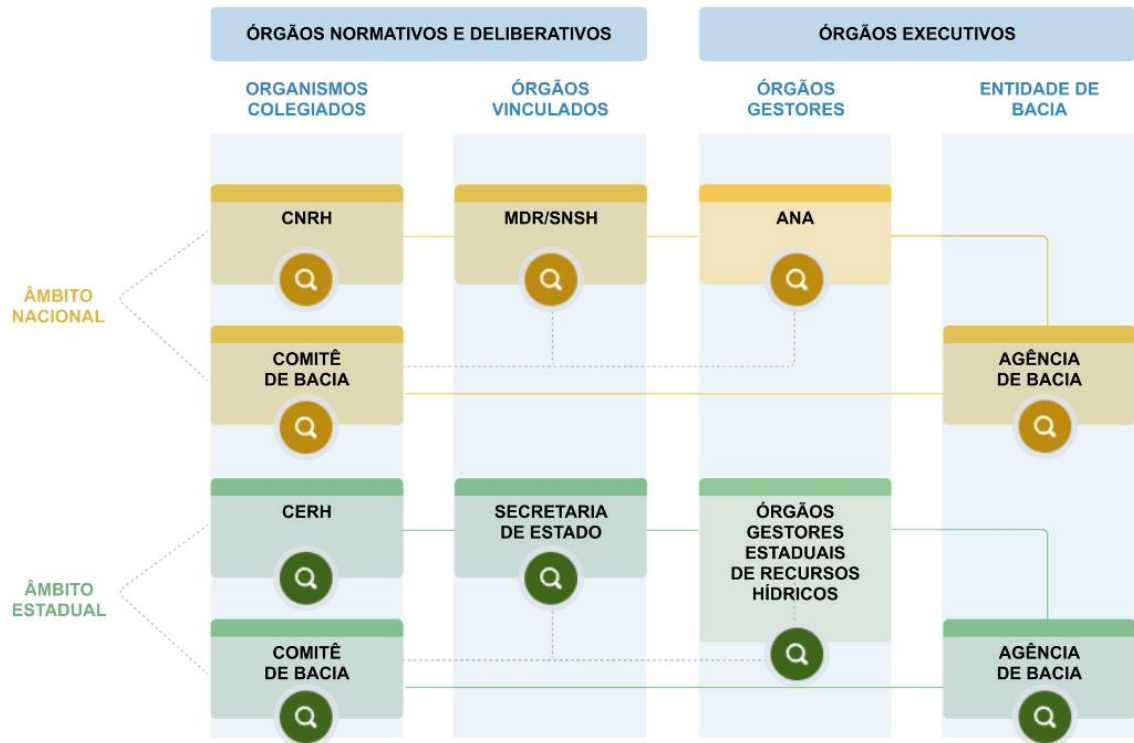 ÓRGÃOS NORMATIVOS E DELIBERATIVOS
ÓRGÃOS EXECUTIVOS
ORGANISMOS
COLEGIADOS
ÓRGÃOS
VINCULADOS
ÓRGÃOS
GESTORES
ENTIDADE DE
BACIA
ÂMBITO
NACIONAL
CNRH
MDR/SNSH
ANA
COMITÊ
DE BACIA
AGÊNCIA
DE BACIA
ÂMBITO
ESTADUAL
CERH
SECRETARIA
DE ESTADO
ÓRGÃOS
GESTORES
ESTADUAIS
DE RECURSOS
HÍDRICOS
COMITÊ
DE BACIA
AGÊNCIA
DE BACIA